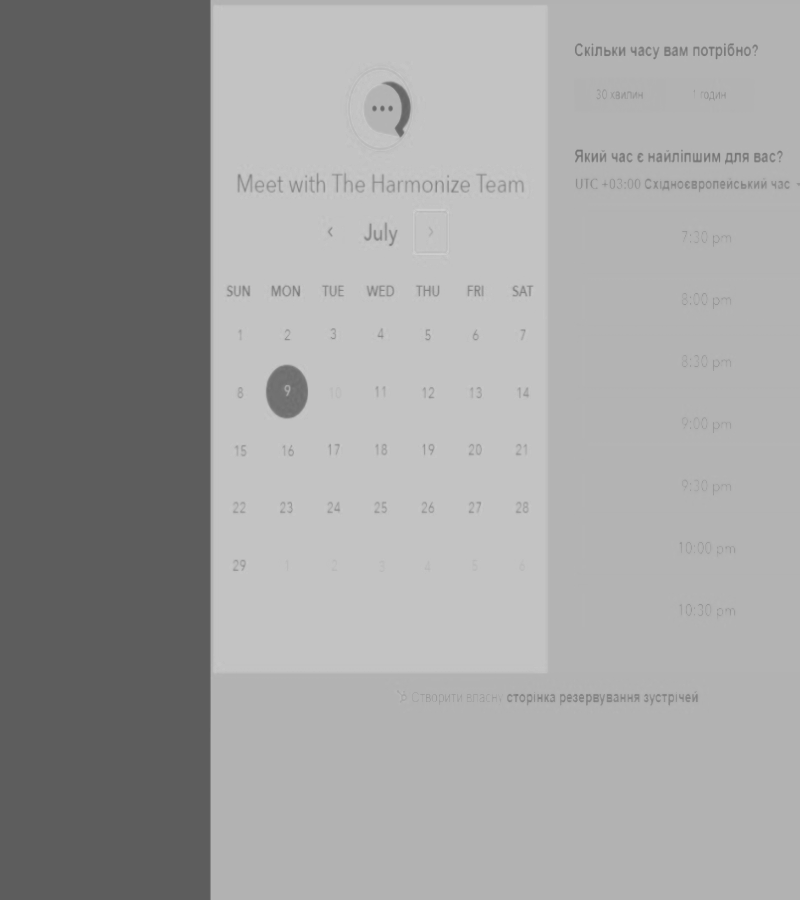 Meet with The Harmonize Team
‹ July ›
SUN MON TUE WED THU FRI SAT
1 2 3 4 5 6 7
8 9 10 11 12 13 14
15 16 17 18 19 20 21
22 23 24 25 26 27 28
29 1 2 3 4 5 6
Скільки часу вам потрібно?
30 хвилин 1 годин
Який час є найліпшим для вас?
UTC +03:00 Східноєвропейський час
7:30 pm
8:00 pm
8:30 pm
9:00 pm
9:30 pm
10:00 pm
10:30 pm
Створити власну сторінка резервування зустрічей